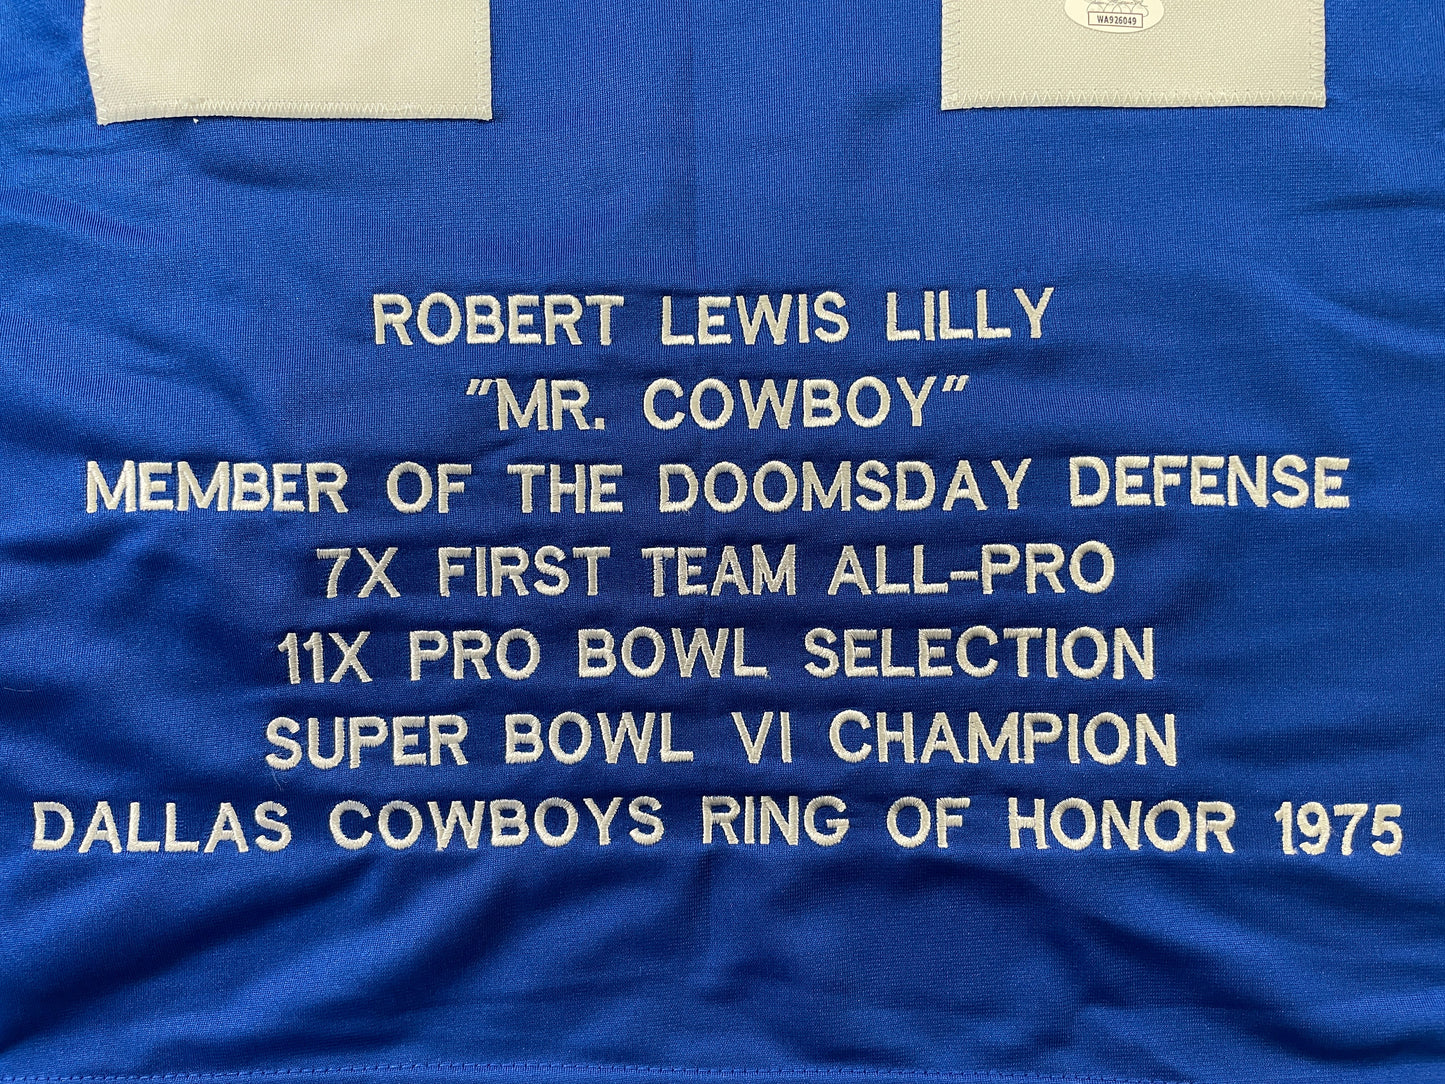 WA926049
ROBERT LEWIS LILLY
"MR. COWBOY"
MEMBER OF THE DOOMSDAY DEFENSE
7X FIRST TEAM ALL-PRO
11X PRO BOWL SELECTION
SUPER BOWL VI CHAMPION
DALLAS COWBOYS RING OF HONOR 1975